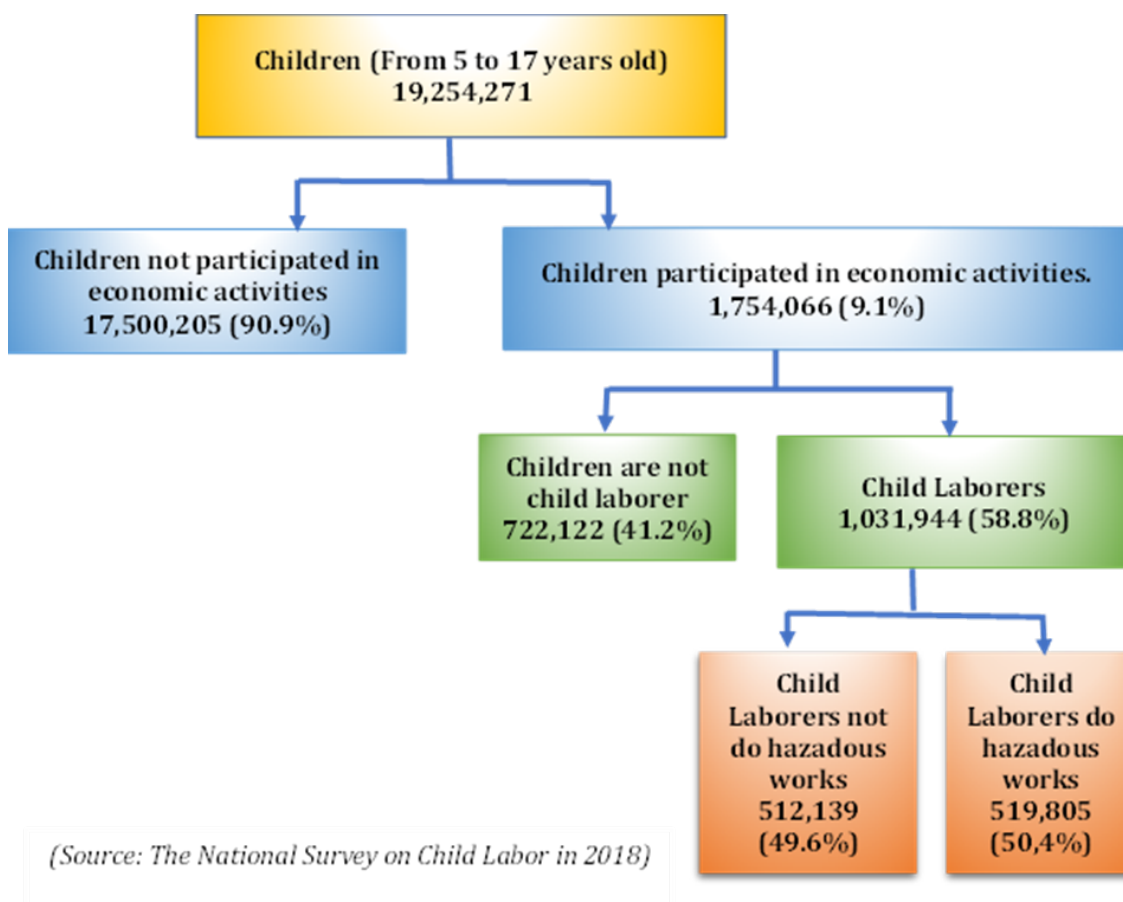 Children (From 5 to 17 years old)
19,254,271
Children not participated in
economic activities
17,500,205 (90.9%)
Children participated in economic activities.
1,754,066 (9.1%)
Children are not
child laborer
722,122 (41.2%)
Child Laborers
1,031,944 (58.8%)
Child
Laborers not
do hazadous
works
512,139
(49.6%)
Child
Laborers do
hazadous
works
519,805
(50,4%)
(Source: The National Survey on Child Labor in 2018)